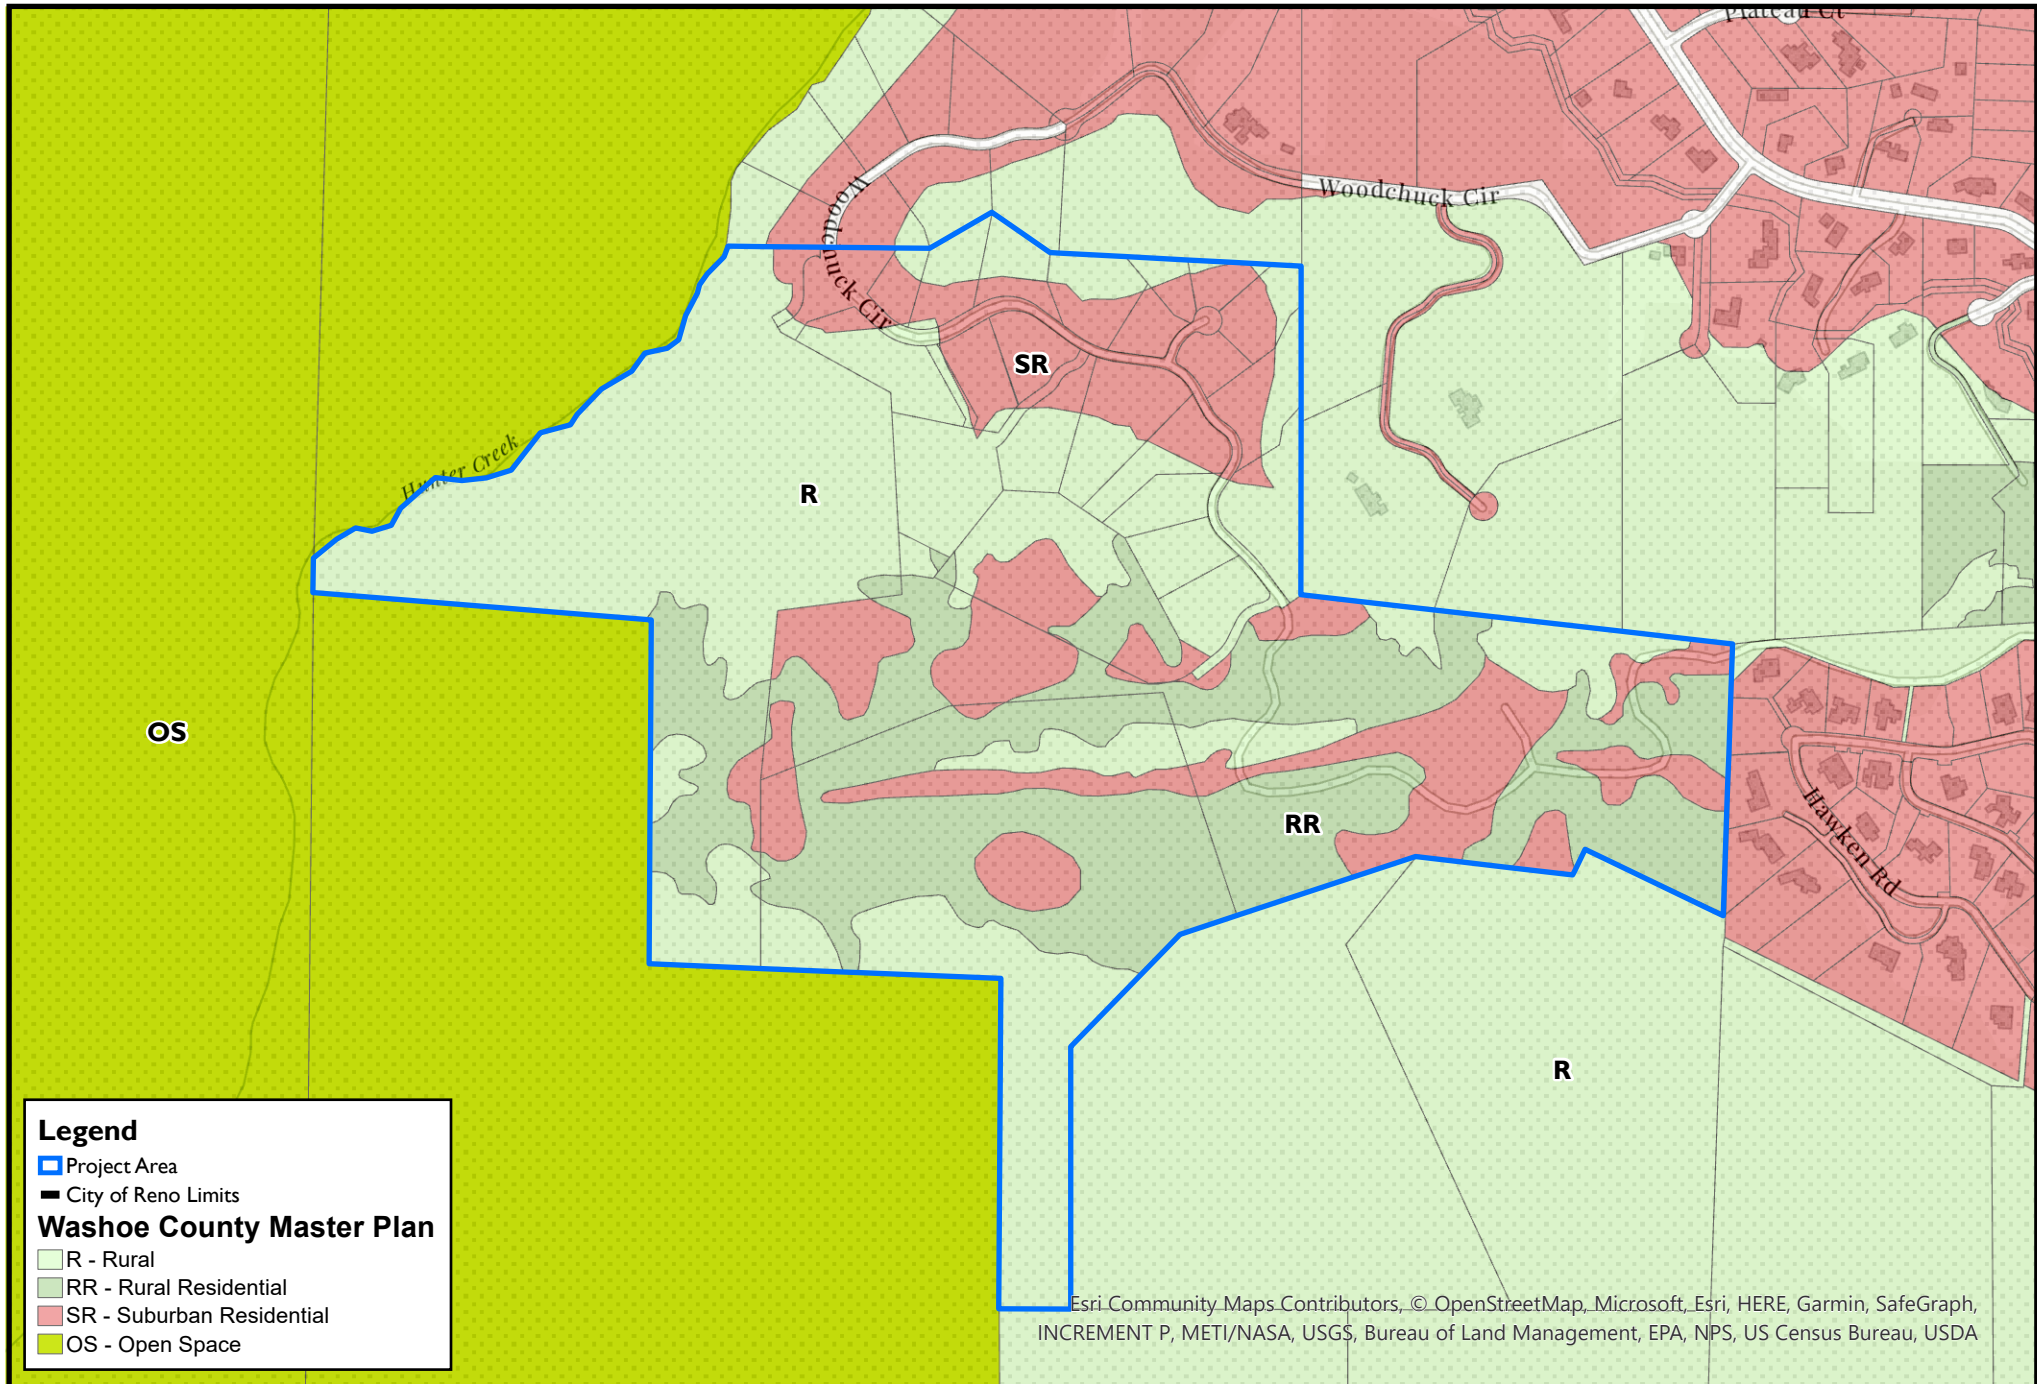 Plateau Ct
Woodchuck Cir
Woodchuck Cir
SR
Hunter Creek
R
OS
RR
Hawken Rd
R
Legend
Project Area
City of Reno Limits
Washoe County Master Plan
R - Rural
RR - Rural Residential
SR - Suburban Residential
OS - Open Space
Esri Community Maps Contributors, © OpenStreetMap, Microsoft, Esri, HERE, Garmin, SafeGraph,
INCREMENT P, METI/NASA, USGS, Bureau of Land Management, EPA, NPS, US Census Bureau, USDA